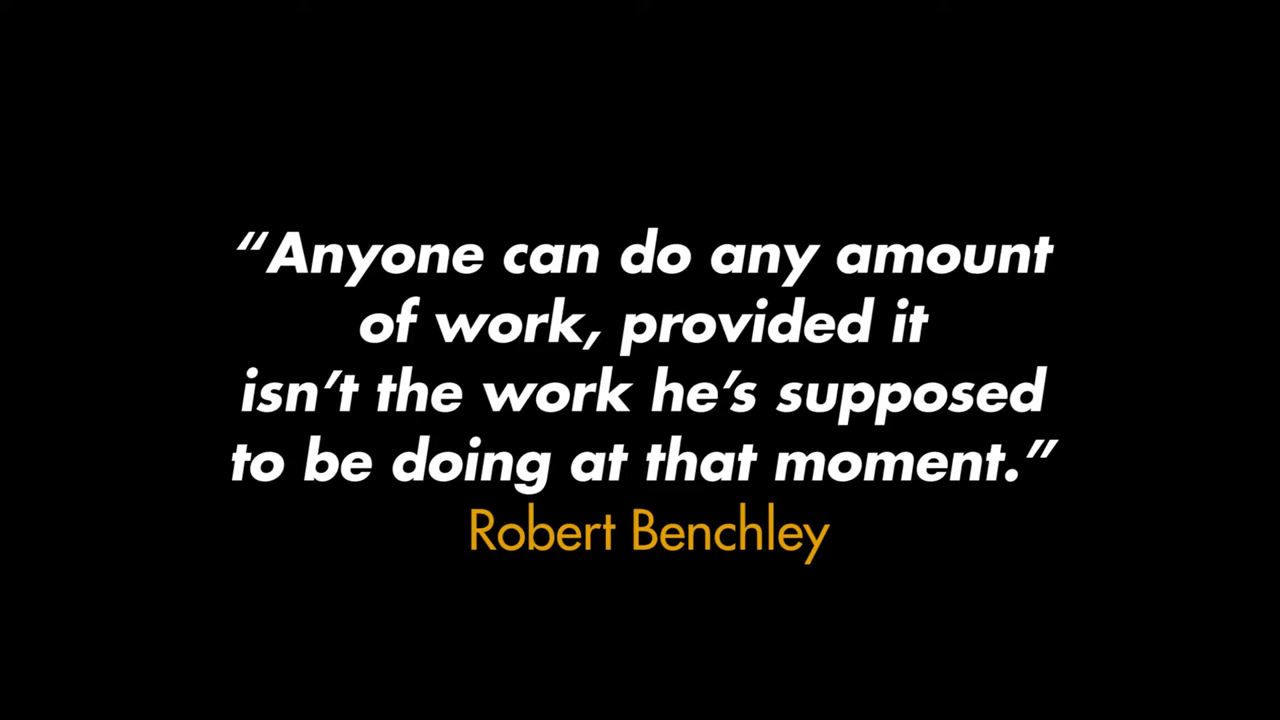 “Anyone can do any amount
of work, provided it
isn’t the work he’s supposed
to be doing at that moment.”
Robert Benchley